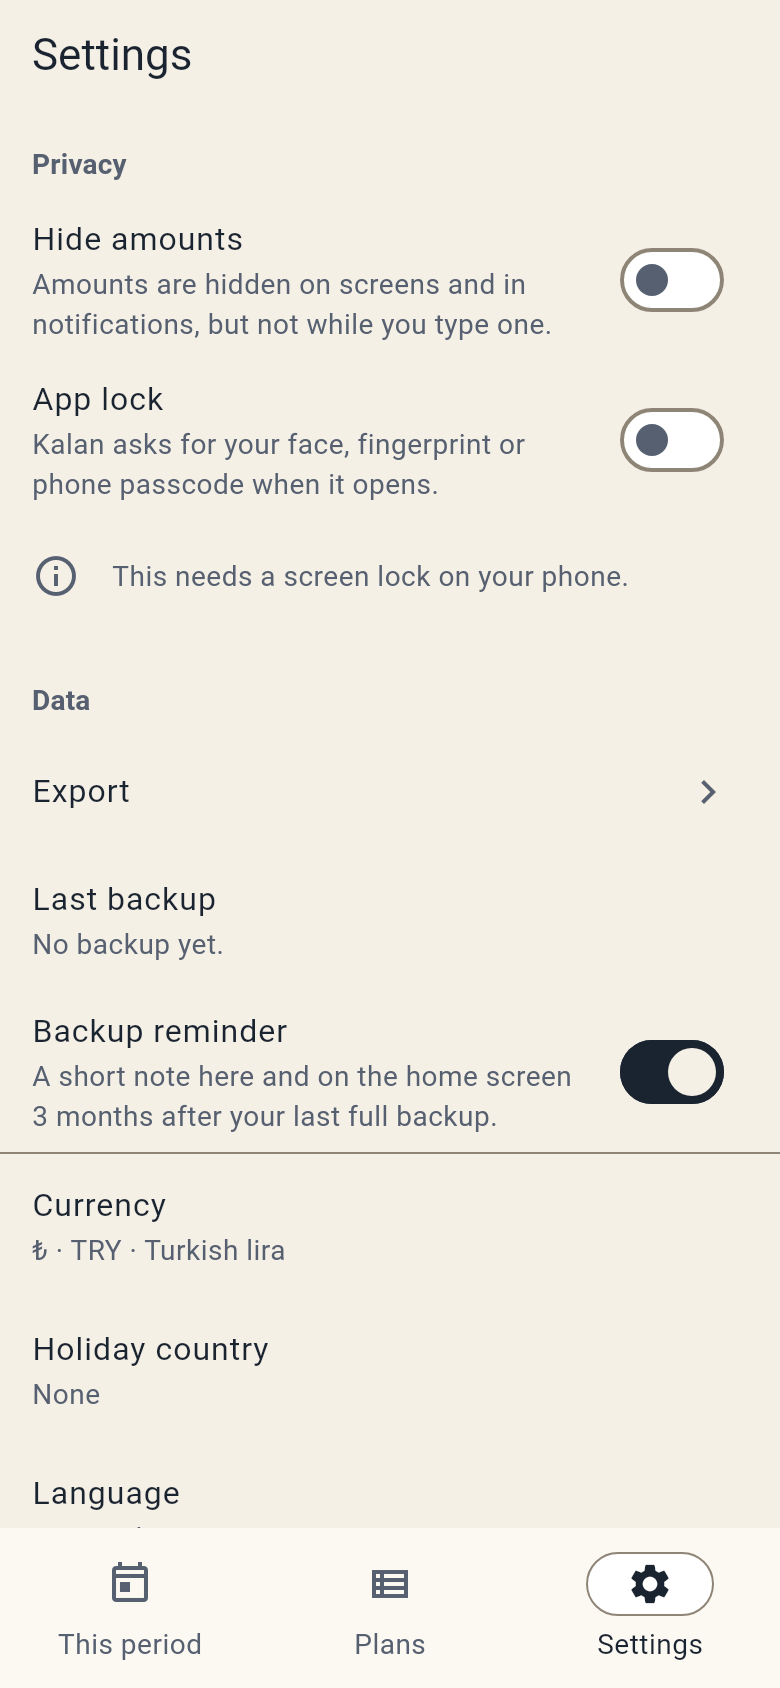 Settings
Privacy
Hide amounts
Amounts are hidden on screens and in
notifications, but not while you type one.
App lock
Kalan asks for your face, fingerprint or
phone passcode when it opens.
This needs a screen lock on your phone.
Data
Export
Last backup
No backup yet.
Backup reminder
A short note here and on the home screen
3 months after your last full backup.
Currency
₺ · TRY · Turkish lira
Holiday country
None
Language
This period
Plans
Settings